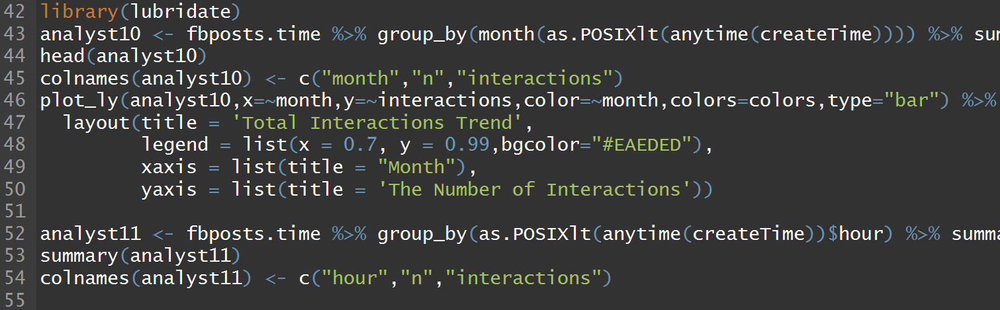 42 library(lubridate)
43 analyst10 <- fbposts.time %>% group_by(month(as.POSIXlt(anytime(createTime)))) %>%
44 head(analyst10)
45 colnames(analyst10) <- c("month","n","interactions")
46 plot_ly(analyst10,x=~month,y=~interactions,color=~month,colors=colors,type="bar") %>%
47   layout(title = 'Total Interactions Trend',
48          legend = list(x = 0.7, y = 0.99,bgcolor="#EAEDED"),
49          xaxis = list(title = "Month"),
50          yaxis = list(title = 'The Number of Interactions'))
51
52 analyst11 <- fbposts.time %>% group_by(as.POSIXlt(anytime(createTime))$hour) %>%
53 summary(analyst11)
54 colnames(analyst11) <- c("hour","n","interactions")
55